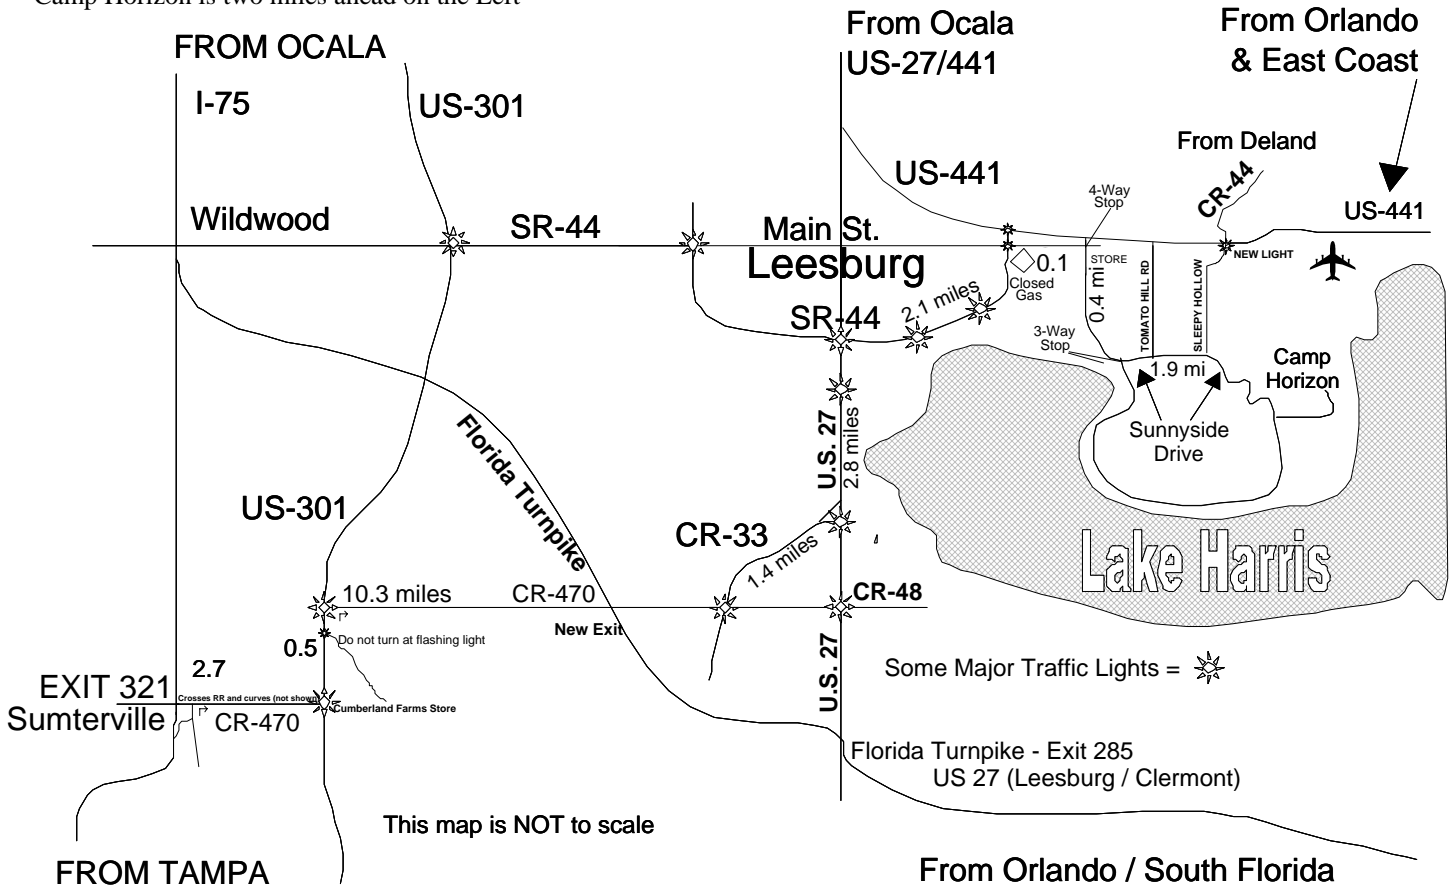 Camp Horizon is two miles ahead on the Left
FROM OCALA
I-75
US-301
From Ocala
US-27/441
From Orlando
& East Coast
From Deland
US-441
4-Way
Stop
CR-44
US-441
Wildwood
SR-44
Main St.
Leesburg
0.1
Closed
Gas
STORE
0.4 mi
TOMATO HILL RD
SLEEPY HOLLOW
NEW LIGHT
2.1 miles
SR-44
3-Way
Stop
1.9 mi
Camp
Horizon
Sunnyside
Drive
U.S. 27
2.8 miles
Florida Turnpike
US-301
CR-33
1.4 miles
Lake Harris
10.3 miles
CR-470
CR-48
New Exit
Do not turn at flashing light
0.5
2.7
U.S. 27
Some Major Traffic Lights =
EXIT 321
Sumterville
Crosses RR and curves (not shown
CR-470
Cumberland Farms Store
Florida Turnpike - Exit 285
US 27 (Leesburg / Clermont)
This map is NOT to scale
FROM TAMPA
From Orlando / South Florida